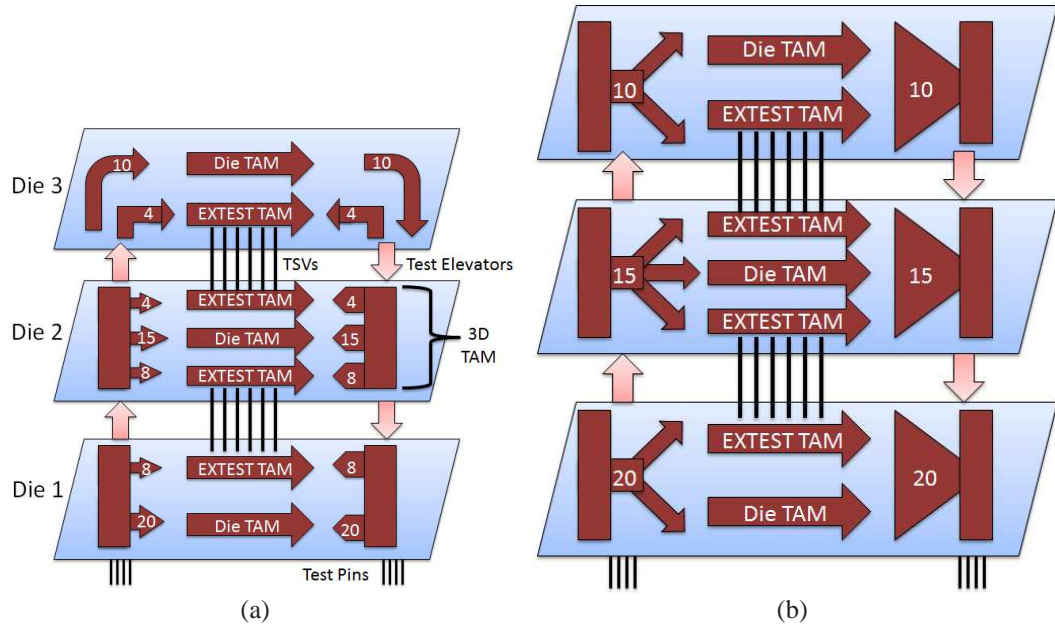 Die 3
10
Die TAM
10
4
EXTEST TAM
4
TSVs
Test Elevators
Die 2
4
EXTEST TAM
4
15
Die TAM
15
8
EXTEST TAM
8
3D
TAM
Die 1
8
EXTEST TAM
8
20
Die TAM
20
Test Pins
(a)
10
Die TAM
EXTEST TAM
10
15
EXTEST TAM
Die TAM
EXTEST TAM
15
20
EXTEST TAM
Die TAM
20
(b)